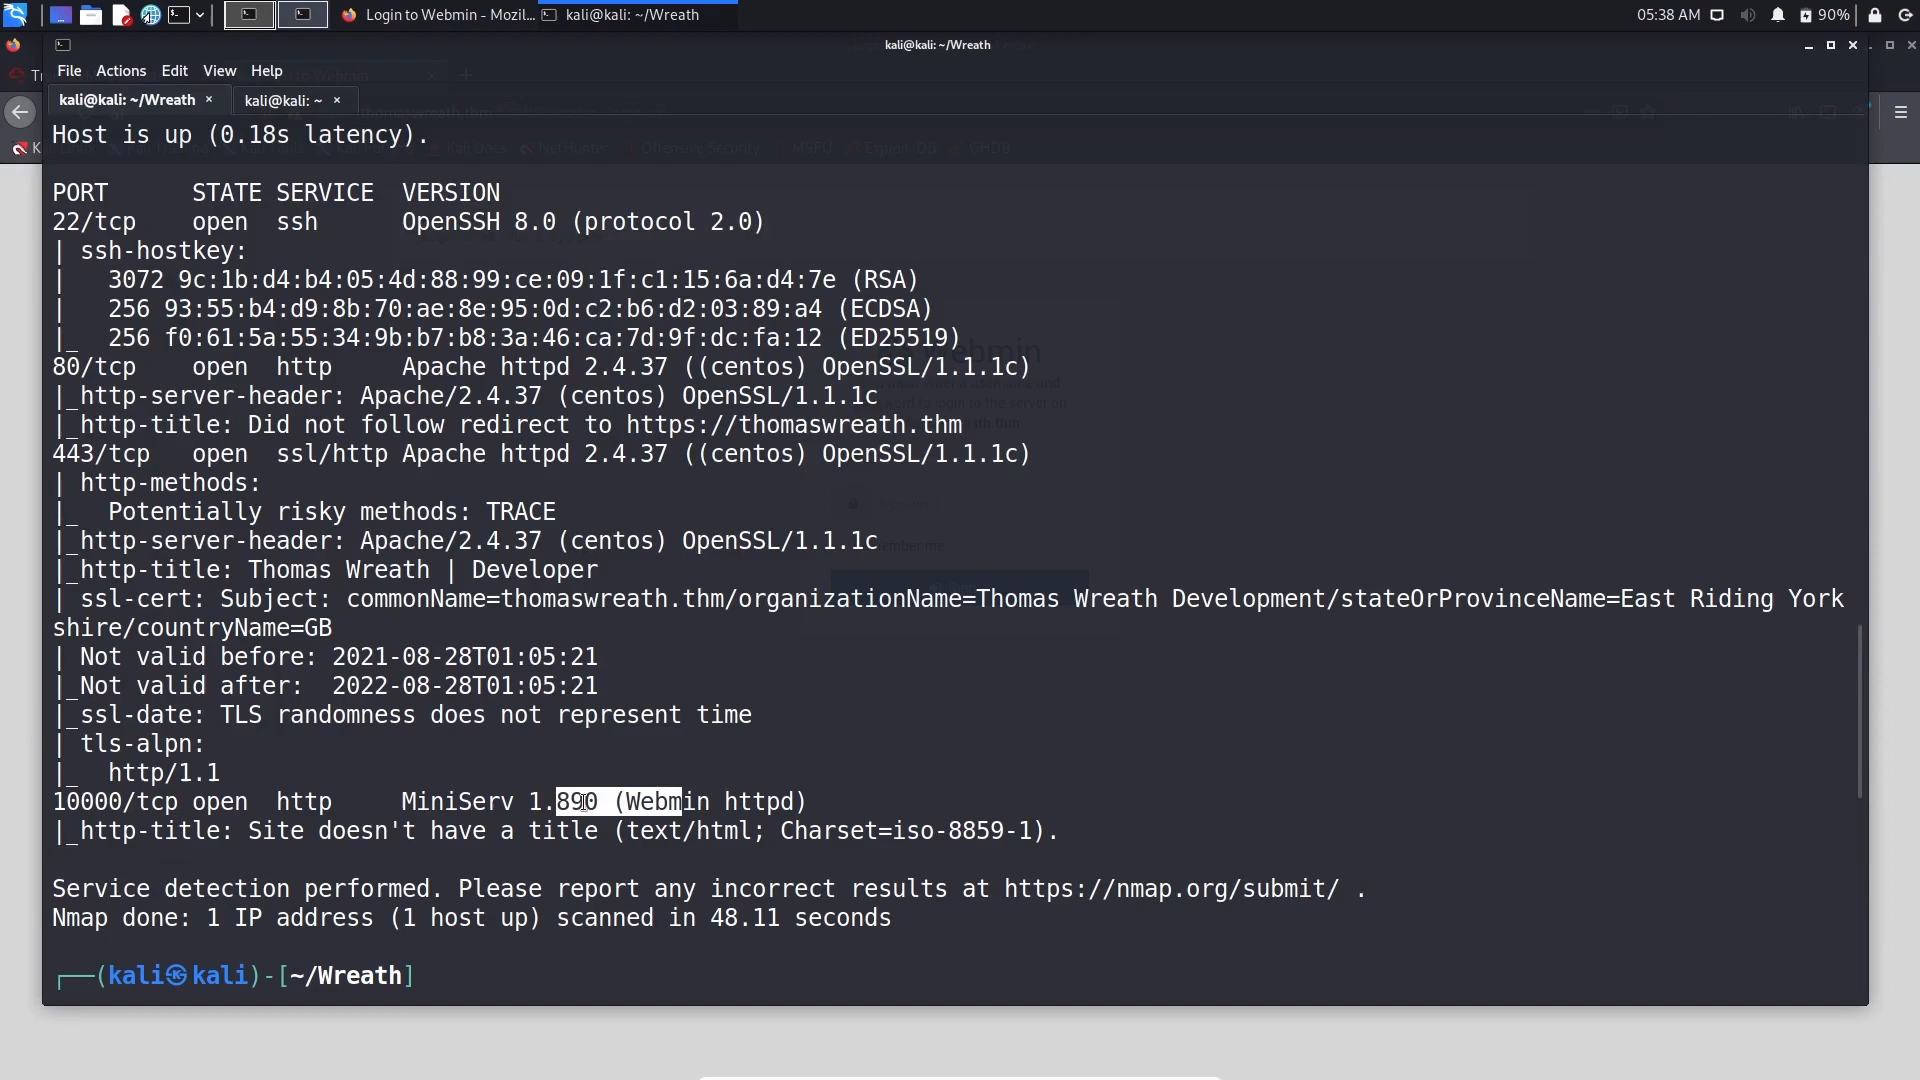 Login to Webmin - Mozil...
kali@kali: ~/Wreath
05:38 AM
90%
kali@kali: ~/Wreath
File Actions Edit View Help
kali@kali: ~/Wreath ×
kali@kali: ~ ×
Host is up (0.18s latency).
PORT      STATE SERVICE  VERSION
22/tcp    open  ssh      OpenSSH 8.0 (protocol 2.0)
| ssh-hostkey:
|   3072 9c:1b:d4:b4:05:4d:88:99:ce:09:1f:c1:15:6a:d4:7e (RSA)
|   256 93:55:b4:d9:8b:70:ae:8e:95:0d:c2:b6:d2:03:89:a4 (ECDSA)
|_  256 f0:61:5a:55:34:9b:b7:b8:3a:46:ca:7d:9f:dc:fa:12 (ED25519)
80/tcp    open  http     Apache httpd 2.4.37 ((centos) OpenSSL/1.1.1c)
|_http-server-header: Apache/2.4.37 (centos) OpenSSL/1.1.1c
|_http-title: Did not follow redirect to https://thomaswreath.thm
443/tcp   open  ssl/http Apache httpd 2.4.37 ((centos) OpenSSL/1.1.1c)
| http-methods:
|_  Potentially risky methods: TRACE
|_http-server-header: Apache/2.4.37 (centos) OpenSSL/1.1.1c
|_http-title: Thomas Wreath | Developer
| ssl-cert: Subject: commonName=thomaswreath.thm/organizationName=Thomas Wreath Development/stateOrProvinceName=East Riding York
shire/countryName=GB
| Not valid before: 2021-08-28T01:05:21
|_Not valid after:  2022-08-28T01:05:21
|_ssl-date: TLS randomness does not represent time
| tls-alpn:
|_  http/1.1
10000/tcp open  http     MiniServ 1.890 (Webmin httpd)
|_http-title: Site doesn't have a title (text/html; Charset=iso-8859-1).
Service detection performed. Please report any incorrect results at https://nmap.org/submit/ .
Nmap done: 1 IP address (1 host up) scanned in 48.11 seconds
┌──(kali㉿kali)-[~/Wreath]